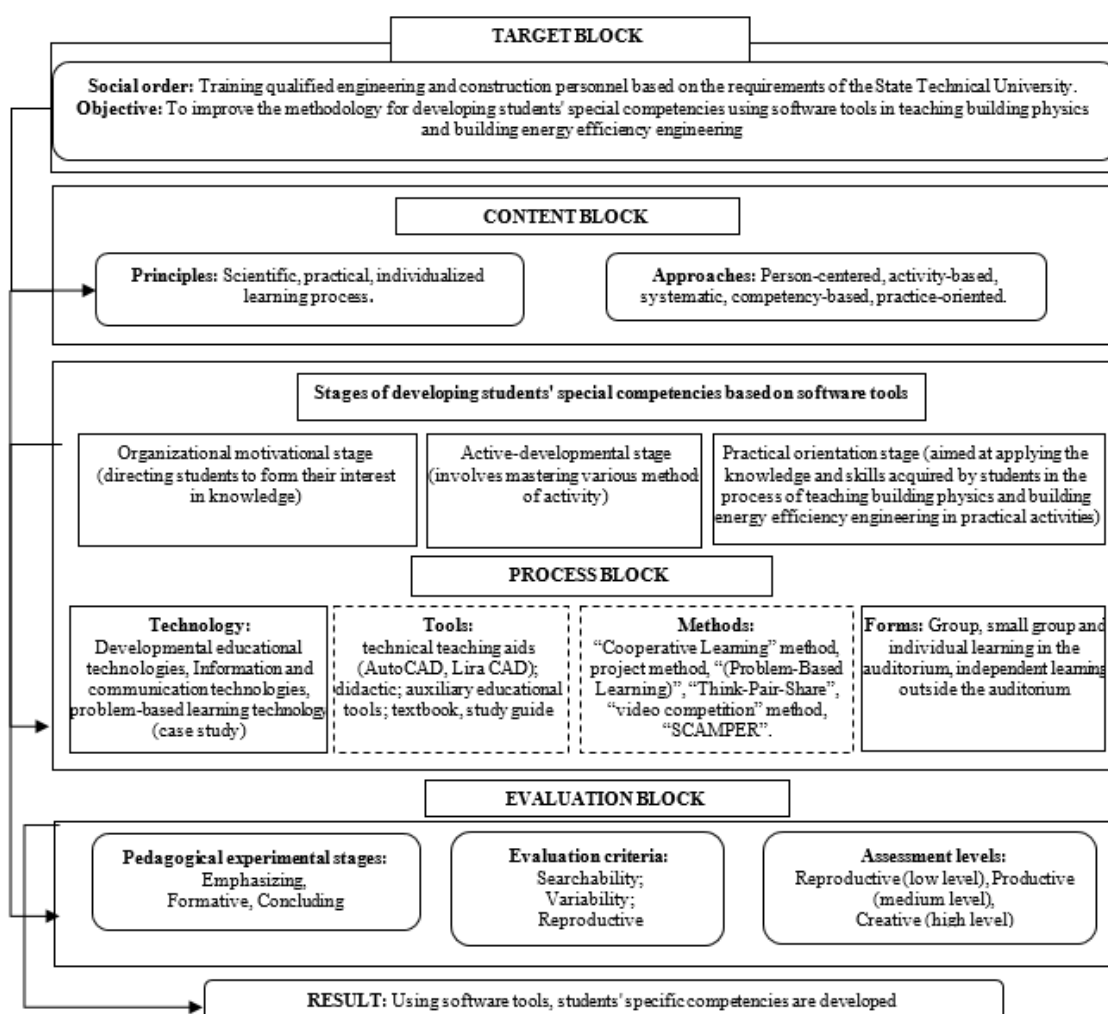 TARGET BLOCK
Social order: Training qualified engineering and construction personnel based on the requirements of the State Technical University.
Objective: To improve the methodology for developing students' special competencies using software tools in teaching building physics
and building energy efficiency engineering
CONTENT BLOCK
Principles: Scientific, practical, individualized
learning process.
Approaches: Person-centered, activity-based,
systematic, competency-based, practice-oriented.
Stages of developing students' special competencies based on software tools
Organizational motivational stage
(directing students to form their interest
in knowledge)
Active-developmental stage
(involves mastering various method
of activity)
Practical orientation stage (aimed at applying the
knowledge and skills acquired by students in the
process of teaching building physics and building
energy efficiency engineering in practical activities)
PROCESS BLOCK
Technology:
Developmental educational
technologies, Information and
communication technologies,
problem-based learning technology
(case study)
Tools:
technical teaching aids
(AutoCAD, Lira CAD);
didactic; auxiliary educational
tools; textbook, study guide
Methods:
“Cooperative Learning” method,
project method, “(Problem-Based
Learning)”, “Think-Pair-Share”,
“video competition” method,
“SCAMPER”.
Forms: Group, small group and
individual learning in the
auditorium, independent learning
outside the auditorium
EVALUATION BLOCK
Pedagogical experimental stages:
Emphasizing,
Formative, Concluding
Evaluation criteria:
Searchability;
Variability;
Reproductive
Assessment levels:
Reproductive (low level), Productive
(medium level),
Creative (high level)
RESULT: Using software tools, students' specific competencies are developed